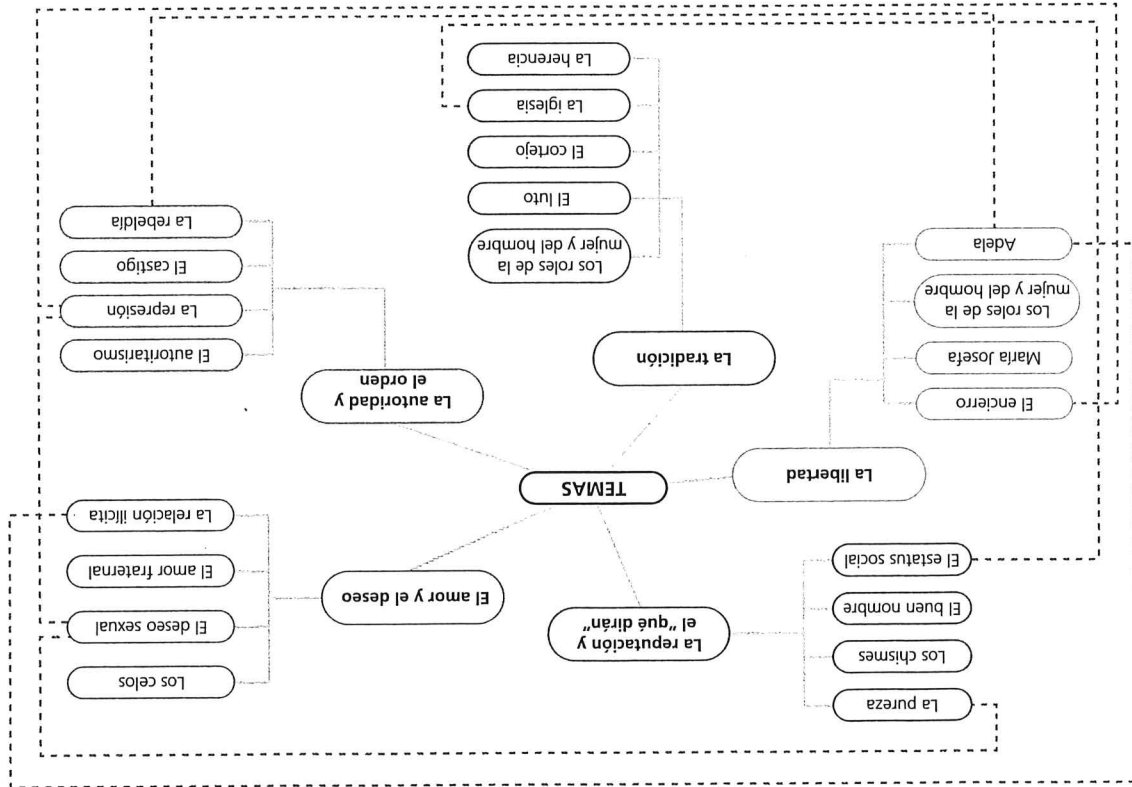 La pureza
Los chismes
El buen nombre
El estatus social
La reputación y
el "qué dirán"
Los celos
El deseo sexual
El amor fraternal
La relación ilícita
El amor y el deseo
TEMAS
La libertad
El encierro
María Josefa
Los roles de la
mujer y del hombre
Adela
La tradición
Los roles de la
mujer y del hombre
El luto
El cortejo
La iglesia
La herencia
La autoridad y
el orden
El autoritarismo
La represión
El castigo
La rebeldía